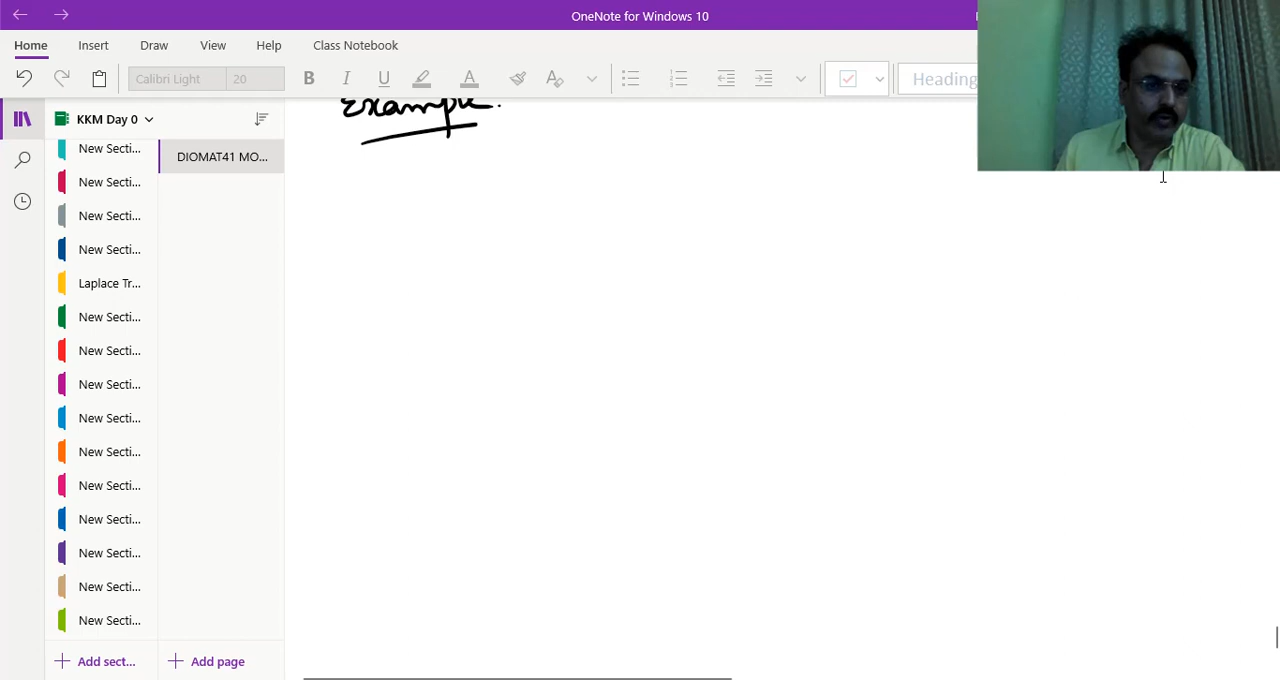 OneNote for Windows 10
Home
Insert
Draw
View
Help
Class Notebook
Calibri Light
20
B
I
U
A
Heading
KKM Day 0
DIOMAT41 MO...
New Secti...
New Secti...
New Secti...
New Secti...
Laplace Tr...
New Secti...
New Secti...
New Secti...
New Secti...
New Secti...
New Secti...
New Secti...
New Secti...
New Secti...
New Secti...
Add sect...
Add page
Example.